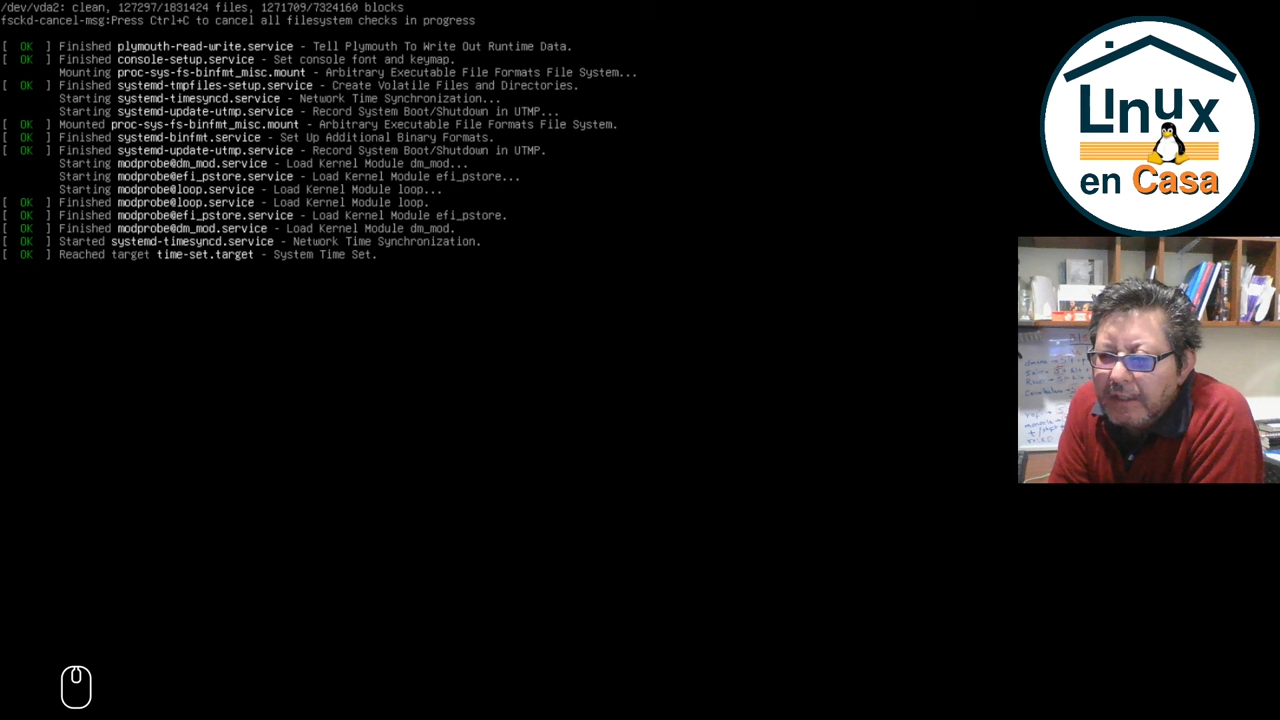 /dev/vda2: clean, 127297/1831424 files, 1271709/7324160 blocks
fsckd-cancel-msg:Press Ctrl+C to cancel all filesystem checks in progress
[  OK  ] Finished plymouth-read-write.service - Tell Plymouth To Write Out Runtime Data.
[  OK  ] Finished console-setup.service - Set console font and keymap.
Mounting proc-sys-fs-binfmt_misc.mount - Arbitrary Executable File Formats File System...
[  OK  ] Finished systemd-tmpfiles-setup.service - Create Volatile Files and Directories.
Starting systemd-timesyncd.service - Network Time Synchronization...
Starting systemd-update-utmp.service - Record System Boot/Shutdown in UTMP...
[  OK  ] Mounted proc-sys-fs-binfmt_misc.mount - Arbitrary Executable File Formats File System.
[  OK  ] Finished systemd-binfmt.service - Set Up Additional Binary Formats.
[  OK  ] Finished systemd-update-utmp.service - Record System Boot/Shutdown in UTMP.
Starting modprobe@dm_mod.service - Load Kernel Module dm_mod...
Starting modprobe@efi_pstore.service - Load Kernel Module efi_pstore...
Starting modprobe@loop.service - Load Kernel Module loop...
[  OK  ] Finished modprobe@loop.service - Load Kernel Module loop.
[  OK  ] Finished modprobe@efi_pstore.service - Load Kernel Module efi_pstore.
[  OK  ] Finished modprobe@dm_mod.service - Load Kernel Module dm_mod.
[  OK  ] Started systemd-timesyncd.service - Network Time Synchronization.
[  OK  ] Reached target time-set.target - System Time Set.
Linux
en Casa